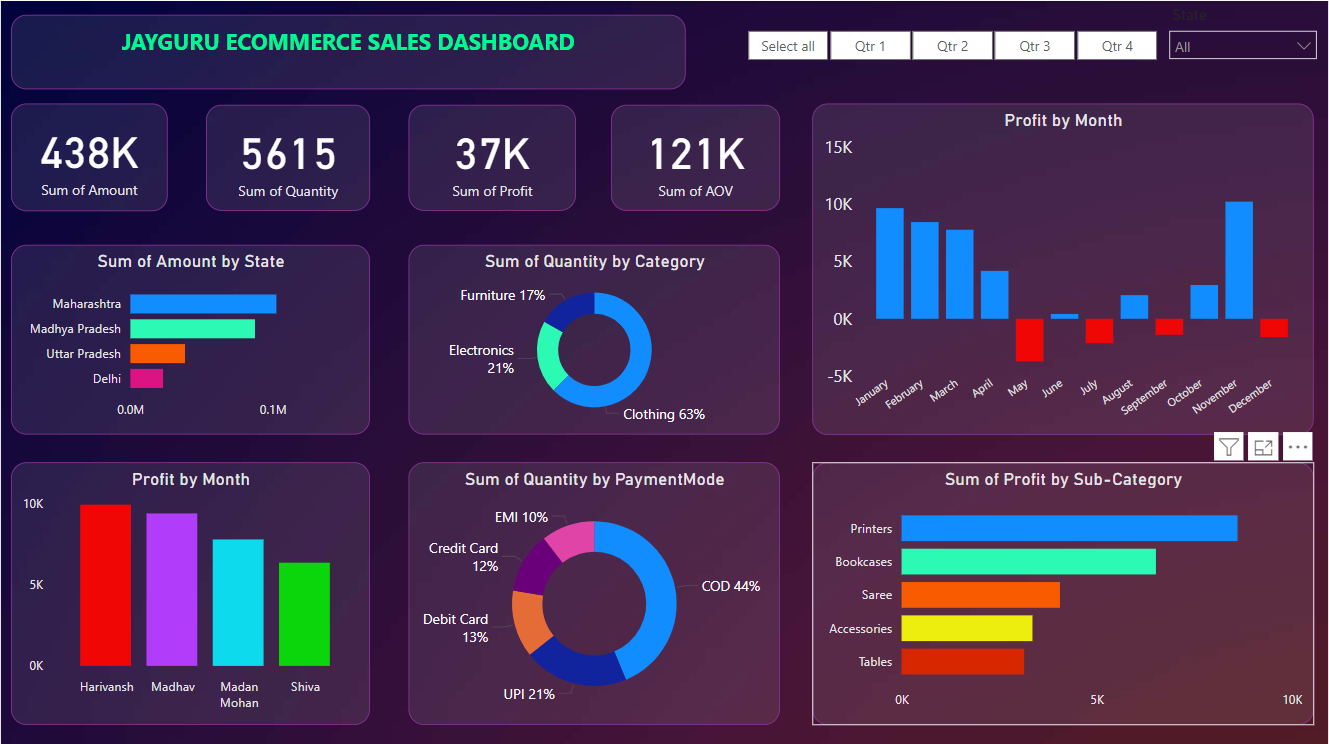 JAYGURU ECOMMERCE SALES DASHBOARD
Select all
Qtr 1
Qtr 2
Qtr 3
Qtr 4
State
All
438K
Sum of Amount
5615
Sum of Quantity
37K
Sum of Profit
121K
Sum of AOV
Profit by Month
15K
10K
5K
0K
-5K
January
February
March
April
May
June
July
August
September
October
November
December
Sum of Amount by State
Maharashtra
Madhya Pradesh
Uttar Pradesh
Delhi
0.0M
0.1M
Sum of Quantity by Category
Furniture 17%
Electronics
21%
Clothing 63%
Profit by Month
10K
5K
0K
Harivansh
Madhav
Madan
Mohan
Shiva
Sum of Quantity by PaymentMode
EMI 10%
Credit Card
12%
COD 44%
Debit Card
13%
UPI 21%
Sum of Profit by Sub-Category
Printers
Bookcases
Saree
Accessories
Tables
0K
5K
10K